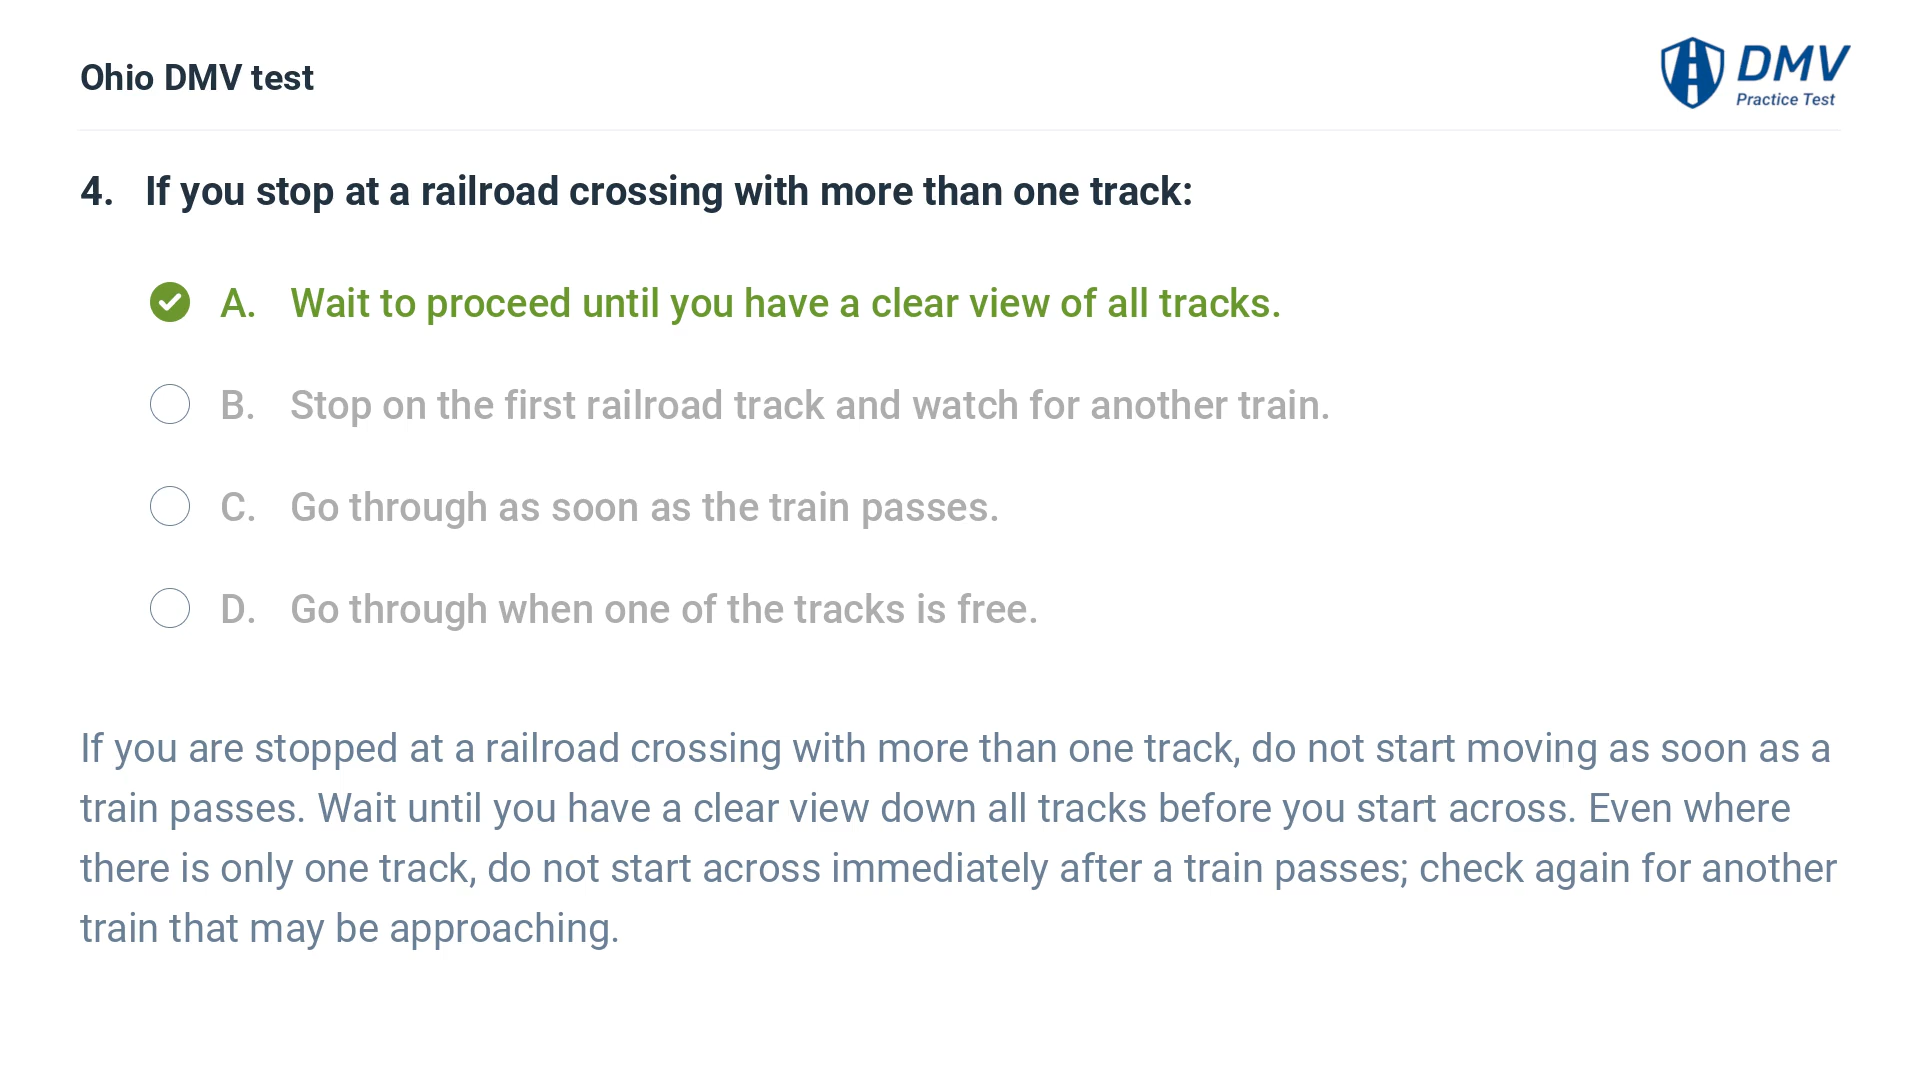 Ohio DMV test
DMV
Practice Test
4. If you stop at a railroad crossing with more than one track:
A. Wait to proceed until you have a clear view of all tracks.
B. Stop on the first railroad track and watch for another train.
C. Go through as soon as the train passes.
D. Go through when one of the tracks is free.
If you are stopped at a railroad crossing with more than one track, do not start moving as soon as a
train passes. Wait until you have a clear view down all tracks before you start across. Even where
there is only one track, do not start across immediately after a train passes; check again for another
train that may be approaching.